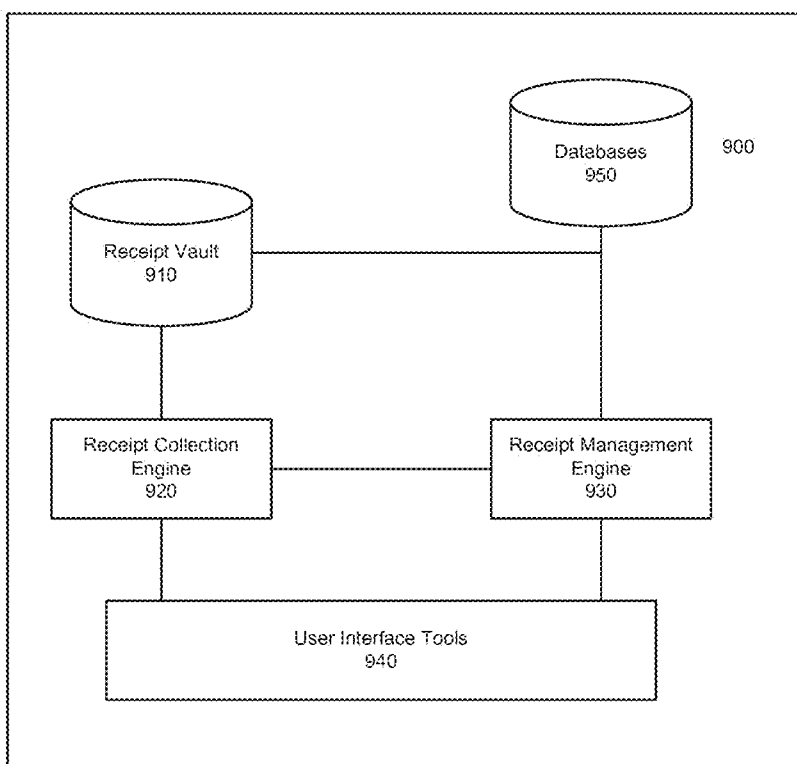 Databases
950
900
Receipt Vault
910
Receipt Collection
Engine
920
Receipt Management
Engine
930
User Interface Tools
940